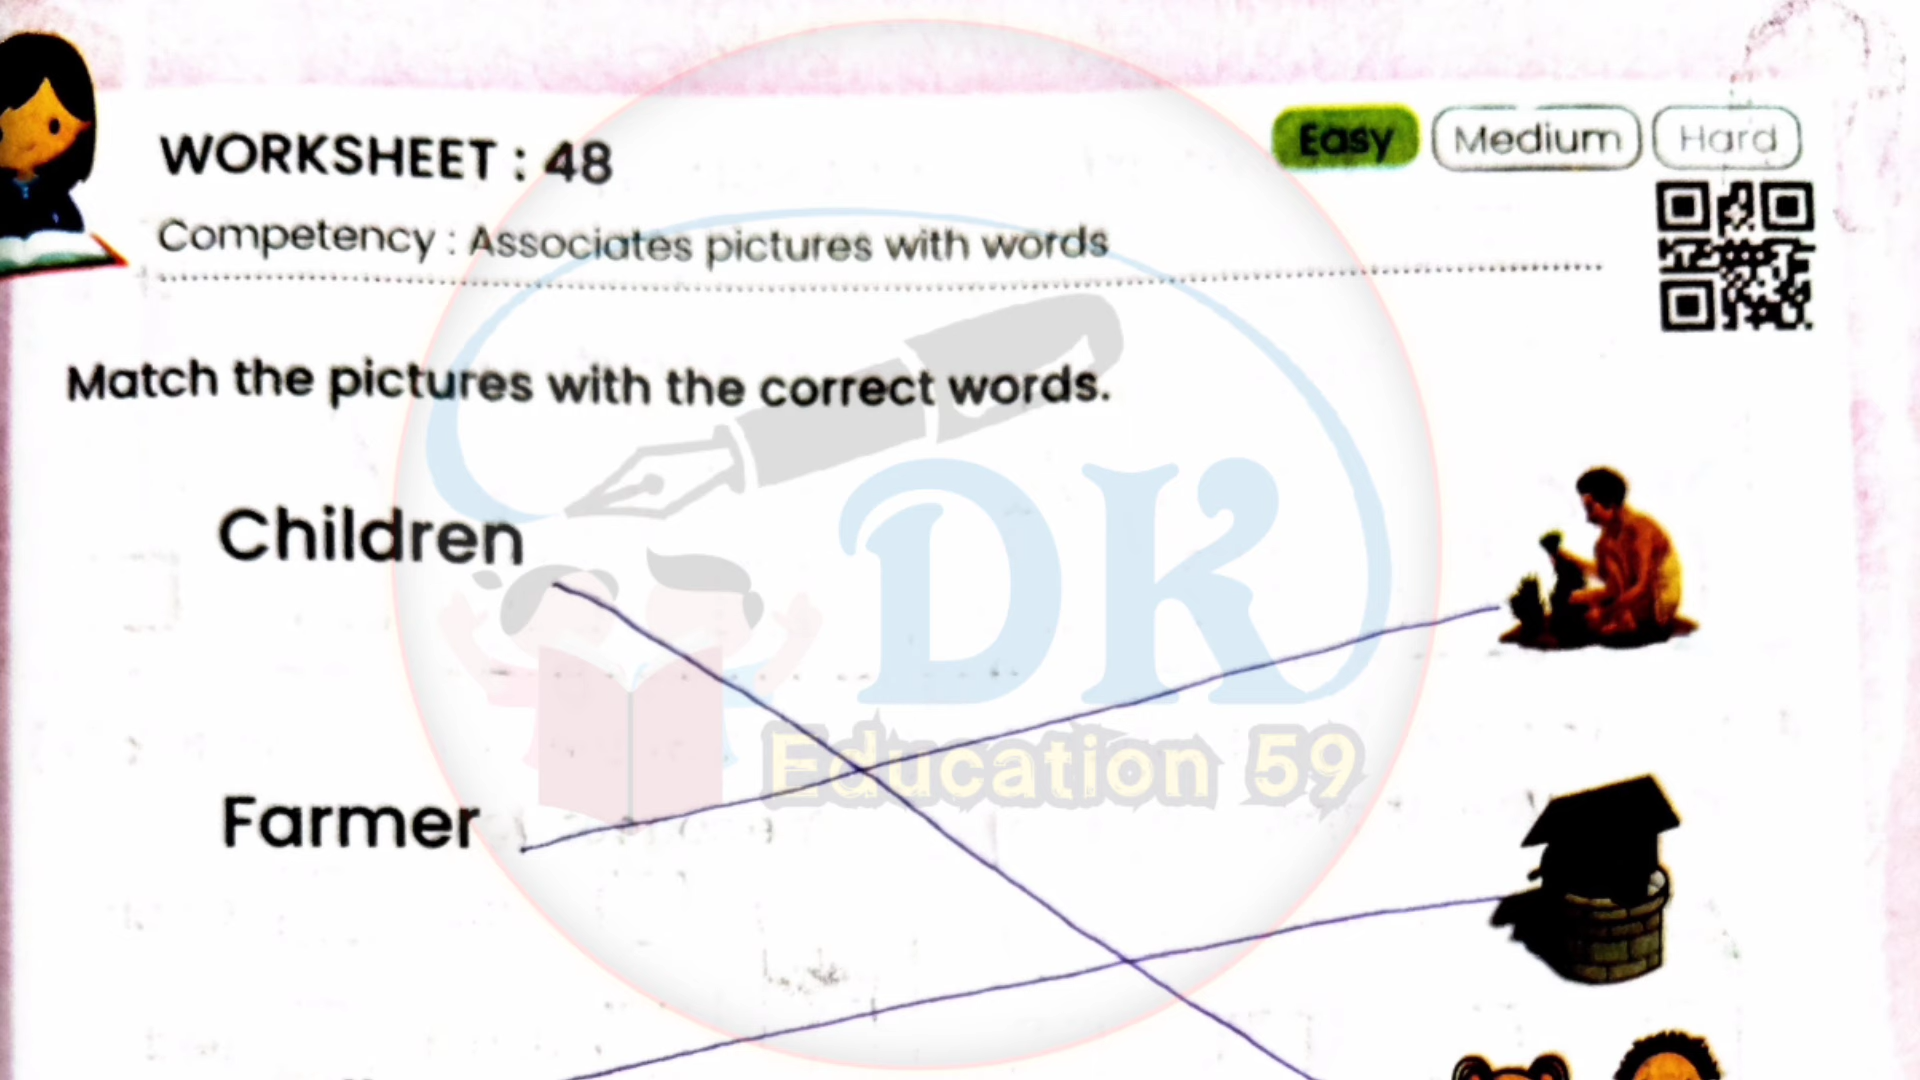 WORKSHEET : 48
Easy Medium Hard
Competency : Associates pictures with words
Match the pictures with the correct words.
Children
DK
Education 59
Farmer